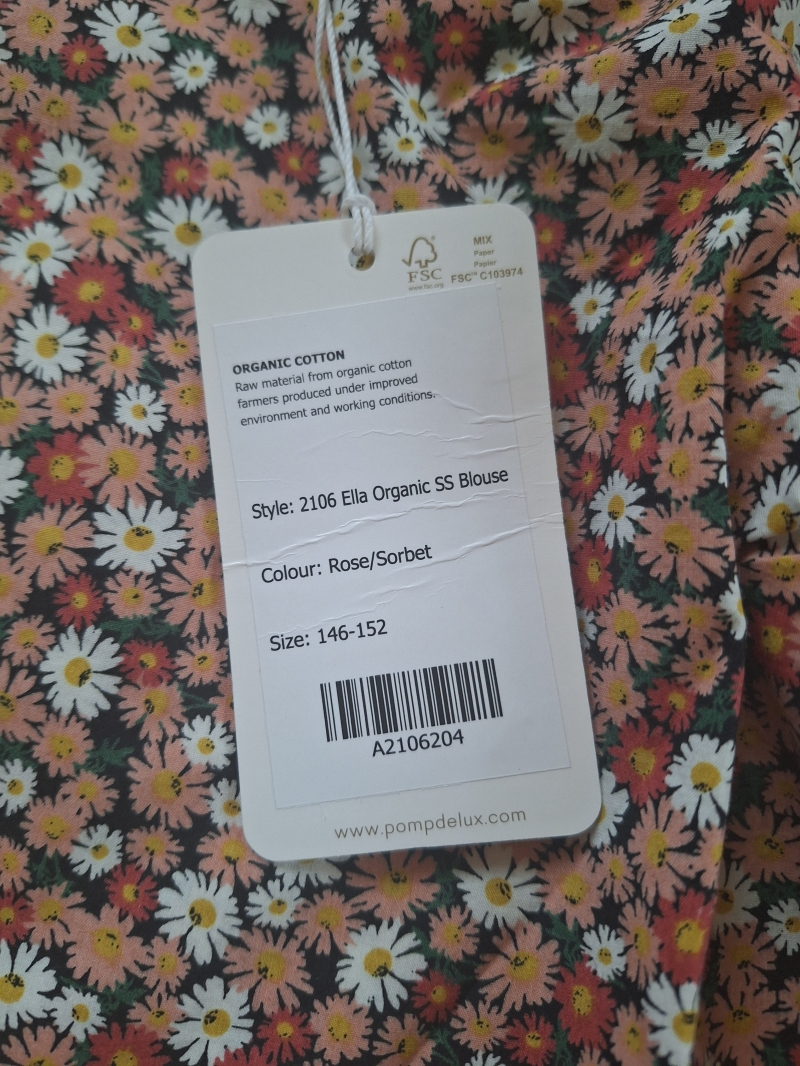 FSC
www.fsc.org
MIX
Paper
Papier
FSC™ C103974
ORGANIC COTTON
Raw material from organic cotton
farmers produced under improved
environment and working conditions.
Style: 2106 Ella Organic SS Blouse
Colour: Rose/Sorbet
Size: 146-152
A2106204
www.pompdelux.com